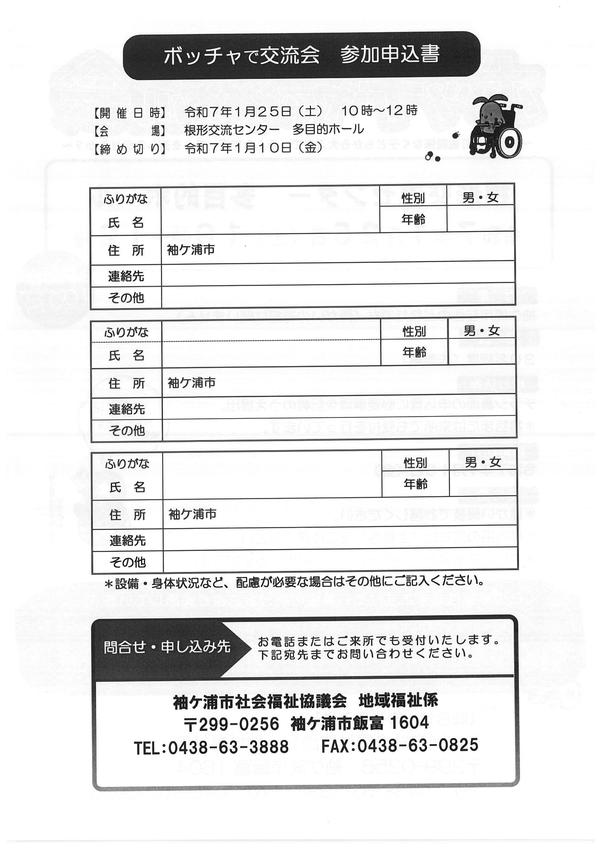 ボッチャで交流会　参加申込書
【開催日時】　令和7年1月25日（土）　10時～12時
【会　　場】　根形交流センター　多目的ホール
【締め切り】　令和7年1月10日（金）
ふりがな　性別　男・女
氏　名　年齢
住　所　袖ケ浦市
連絡先
その他
ふりがな　性別　男・女
氏　名　年齢
住　所　袖ケ浦市
連絡先
その他
ふりがな　性別　男・女
氏　名　年齢
住　所　袖ケ浦市
連絡先
その他
＊設備・身体状況など、配慮が必要な場合はその他にご記入ください。
問合せ・申し込み先
お電話またはご来所でも受付いたします。
下記宛先までお問い合わせください。
袖ケ浦市社会福祉協議会　地域福祉係
〒299-0256　袖ケ浦市飯富1604
TEL:0438-63-3888　FAX:0438-63-0825